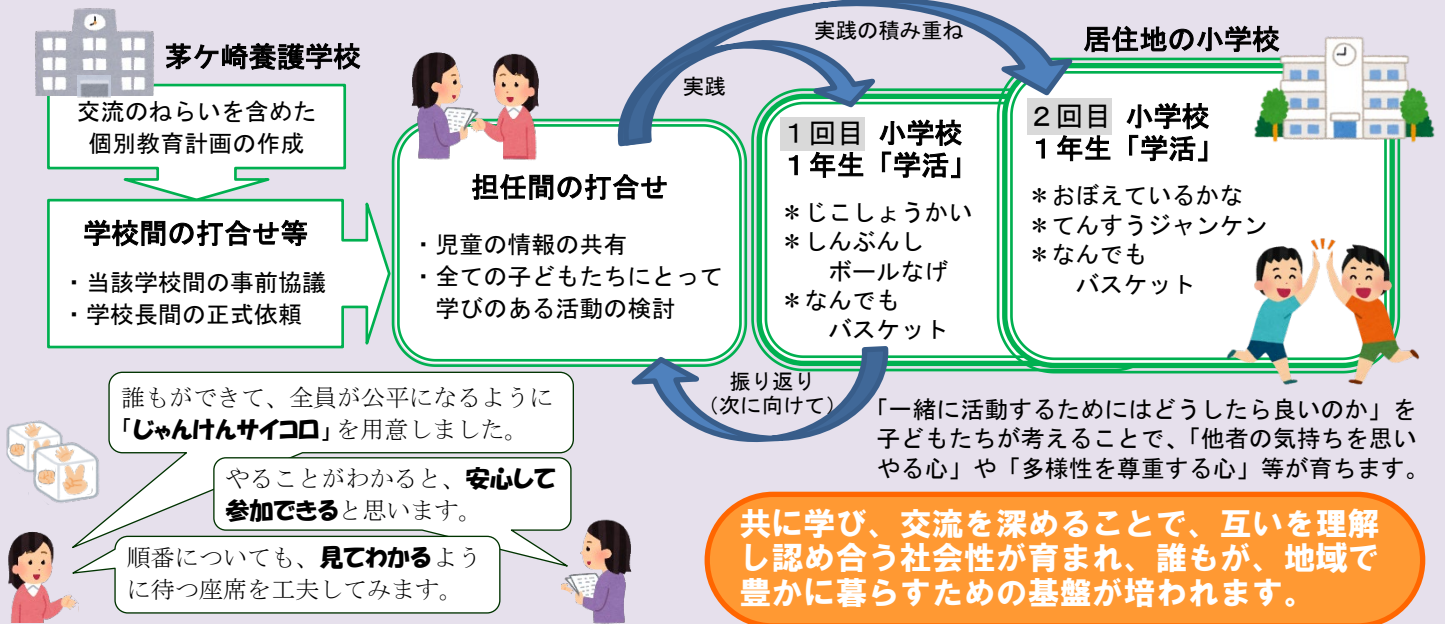 茅ケ崎養護学校
交流のねらいを含めた
個別教育計画の作成
学校間の打合せ等
・当該学校間の事前協議
・学校長間の正式依頼
担任間の打合せ
・児童の情報の共有
・全ての子どもたちにとって
学びのある活動の検討
実践
実践の積み重ね
1回目 小学校
1年生「学活」
＊じこしょうかい
＊しんぶんし
ボールなげ
＊なんでも
バスケット
居住地の小学校
2回目 小学校
1年生「学活」
＊おぼえているかな
＊てんすうジャンケン
＊なんでも
バスケット
振り返り
(次に向けて)
誰もができて、全員が公平になるように
「じゃんけんサイコロ」を用意しました。
やることがわかると、安心して
参加できると思います。
順番についても、見てわかるよう
に待つ座席を工夫してみます。
「一緒に活動するためにはどうしたら良いのか」を
子どもたちが考えることで、「他者の気持ちを思い
やる心」や「多様性を尊重する心」等が育ちます。
共に学び、交流を深めることで、互いを理解
し認め合う社会性が育まれ、誰もが、地域で
豊かに暮らすための基盤が培われます。